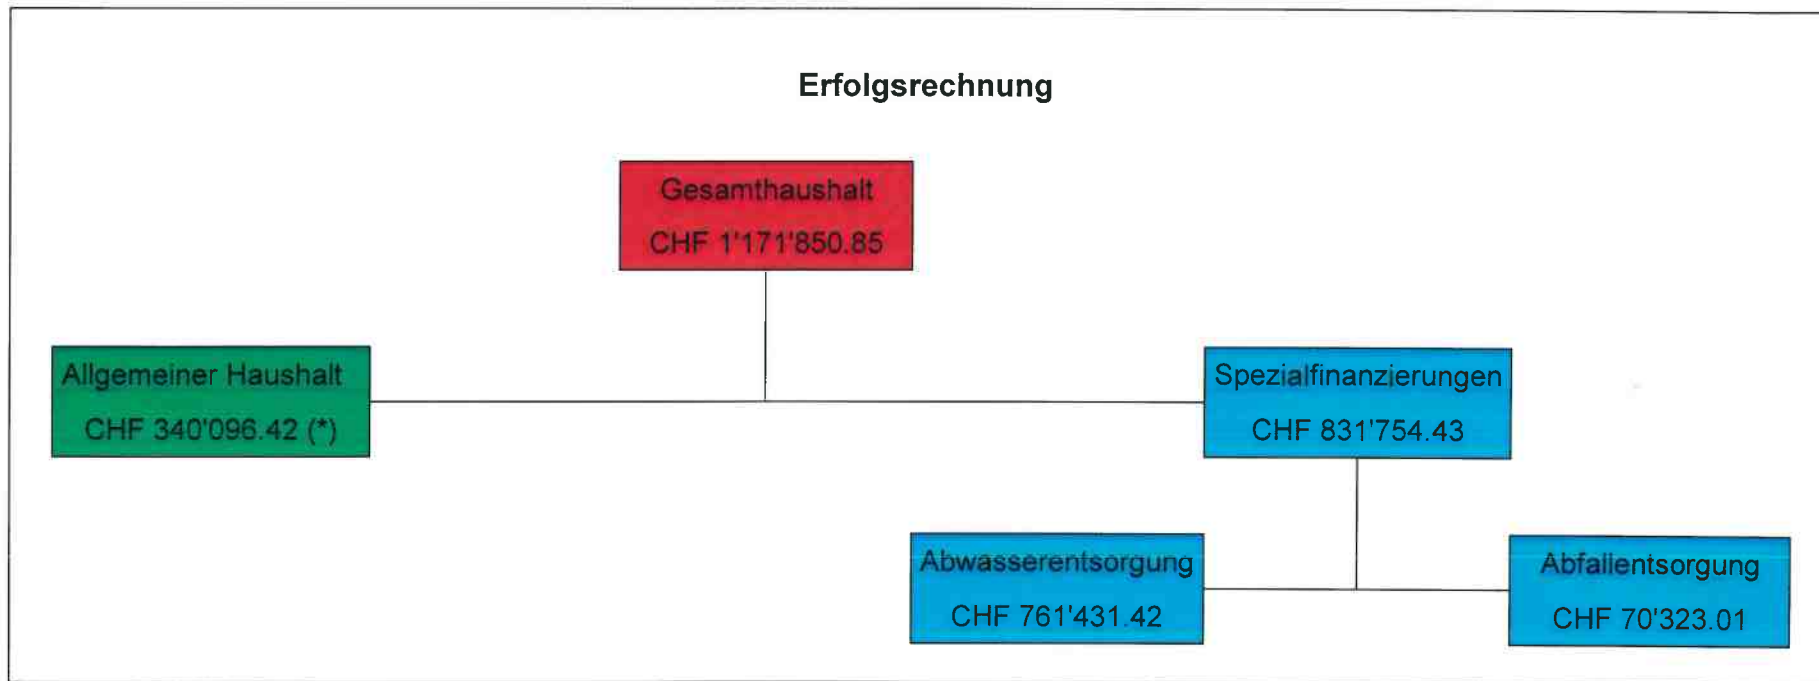 Erfolgsrechnung
Gesamthaushalt
CHF 1'171'850.85
Allgemeiner Haushalt
CHF 340'096.42 (*)
Spezialfinanzierungen
CHF 831'754.43
Abwasserentsorgung
CHF 761'431.42
Abfallentsorgung
CHF 70'323.01